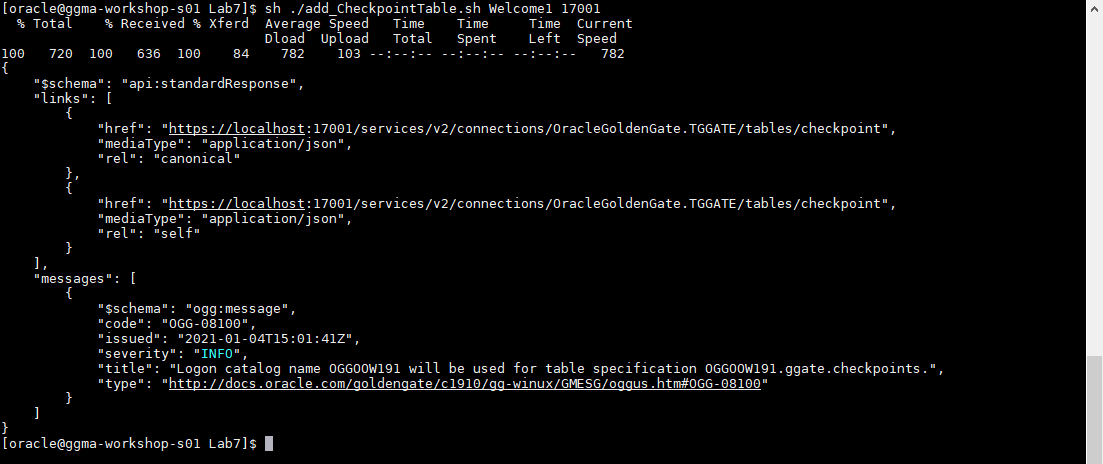 [oracle@ggma-workshop-s01 Lab7]$ sh ./add_CheckpointTable.sh Welcome1 17001
  % Total    % Received % Xferd  Average Speed   Time    Time     Time  Current
                                 Dload  Upload   Total   Spent    Left  Speed
100   720  100   636  100    84    782    103 --:--:-- --:--:-- --:--:--   782
{
    "$schema": "api:standardResponse",
    "links": [
        {
            "href": "https://localhost:17001/services/v2/connections/OracleGoldenGate.TGGATE/tables/checkpoint",
            "mediaType": "application/json",
            "rel": "canonical"
        },
        {
            "href": "https://localhost:17001/services/v2/connections/OracleGoldenGate.TGGATE/tables/checkpoint",
            "mediaType": "application/json",
            "rel": "self"
        }
    ],
    "messages": [
        {
            "$schema": "ogg:message",
            "code": "OGG-08100",
            "issued": "2021-01-04T15:01:41Z",
            "severity": "INFO",
            "title": "Logon catalog name OGGOOW191 will be used for table specification OGGOOW191.ggate.checkpoints.",
            "type": "http://docs.oracle.com/goldengate/c1910/gg-winux/GMESG/oggus.htm#OGG-08100"
        }
    ]
}
[oracle@ggma-workshop-s01 Lab7]$